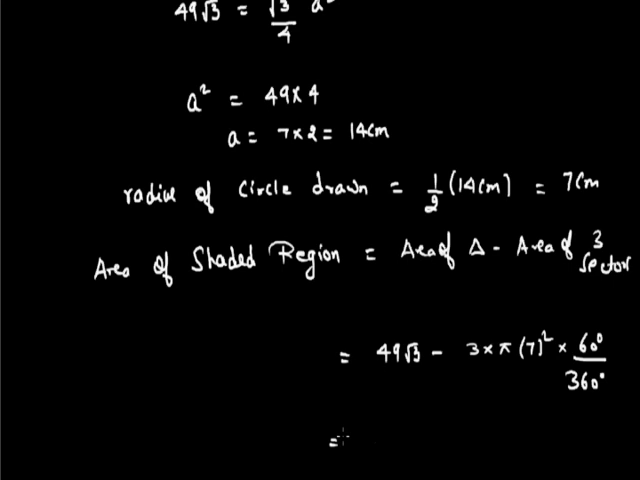 49√3 = √3/4 a²
a² = 49×4
a = 7×2 = 14cm
radius of Circle drawn = 1/2 (14cm) = 7cm
Area of Shaded Region = Area of Δ - Area of 3 Sector
= 49√3 - 3×π(7)² × 60°/360°
=